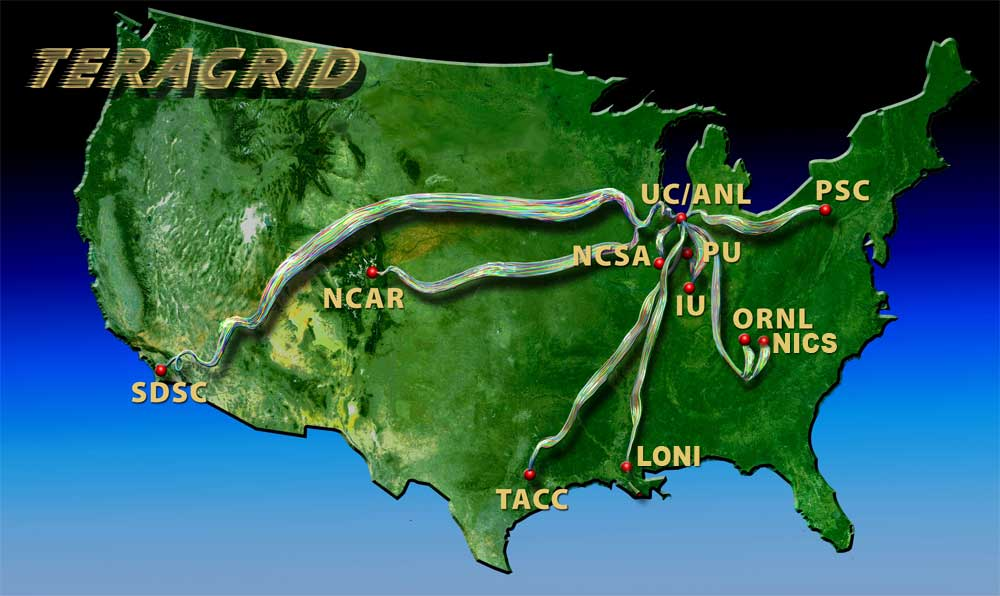 TERAGRID
UC/ANL
PSC
NCSA
PU
NCAR
IU
ORNL
NICS
SDSC
LONI
TACC